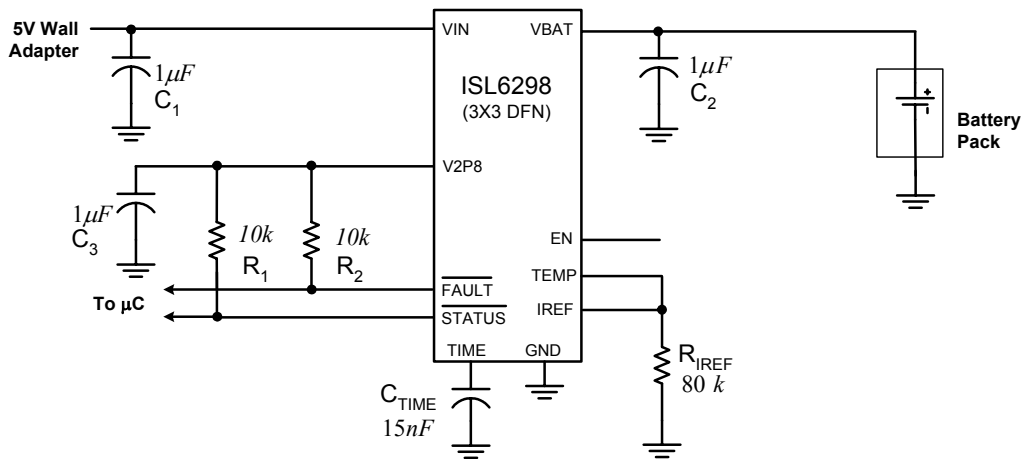 5V Wall
Adapter
1µF
C1
VIN
VBAT
ISL6298
(3X3 DFN)
1µF
C2
+
Battery
Pack
V2P8
1µF
C3
10k
R1
10k
R2
EN
TEMP
IREF
To µC
FAULT
STATUS
TIME
GND
CTIME
15nF
RIREF
80 k